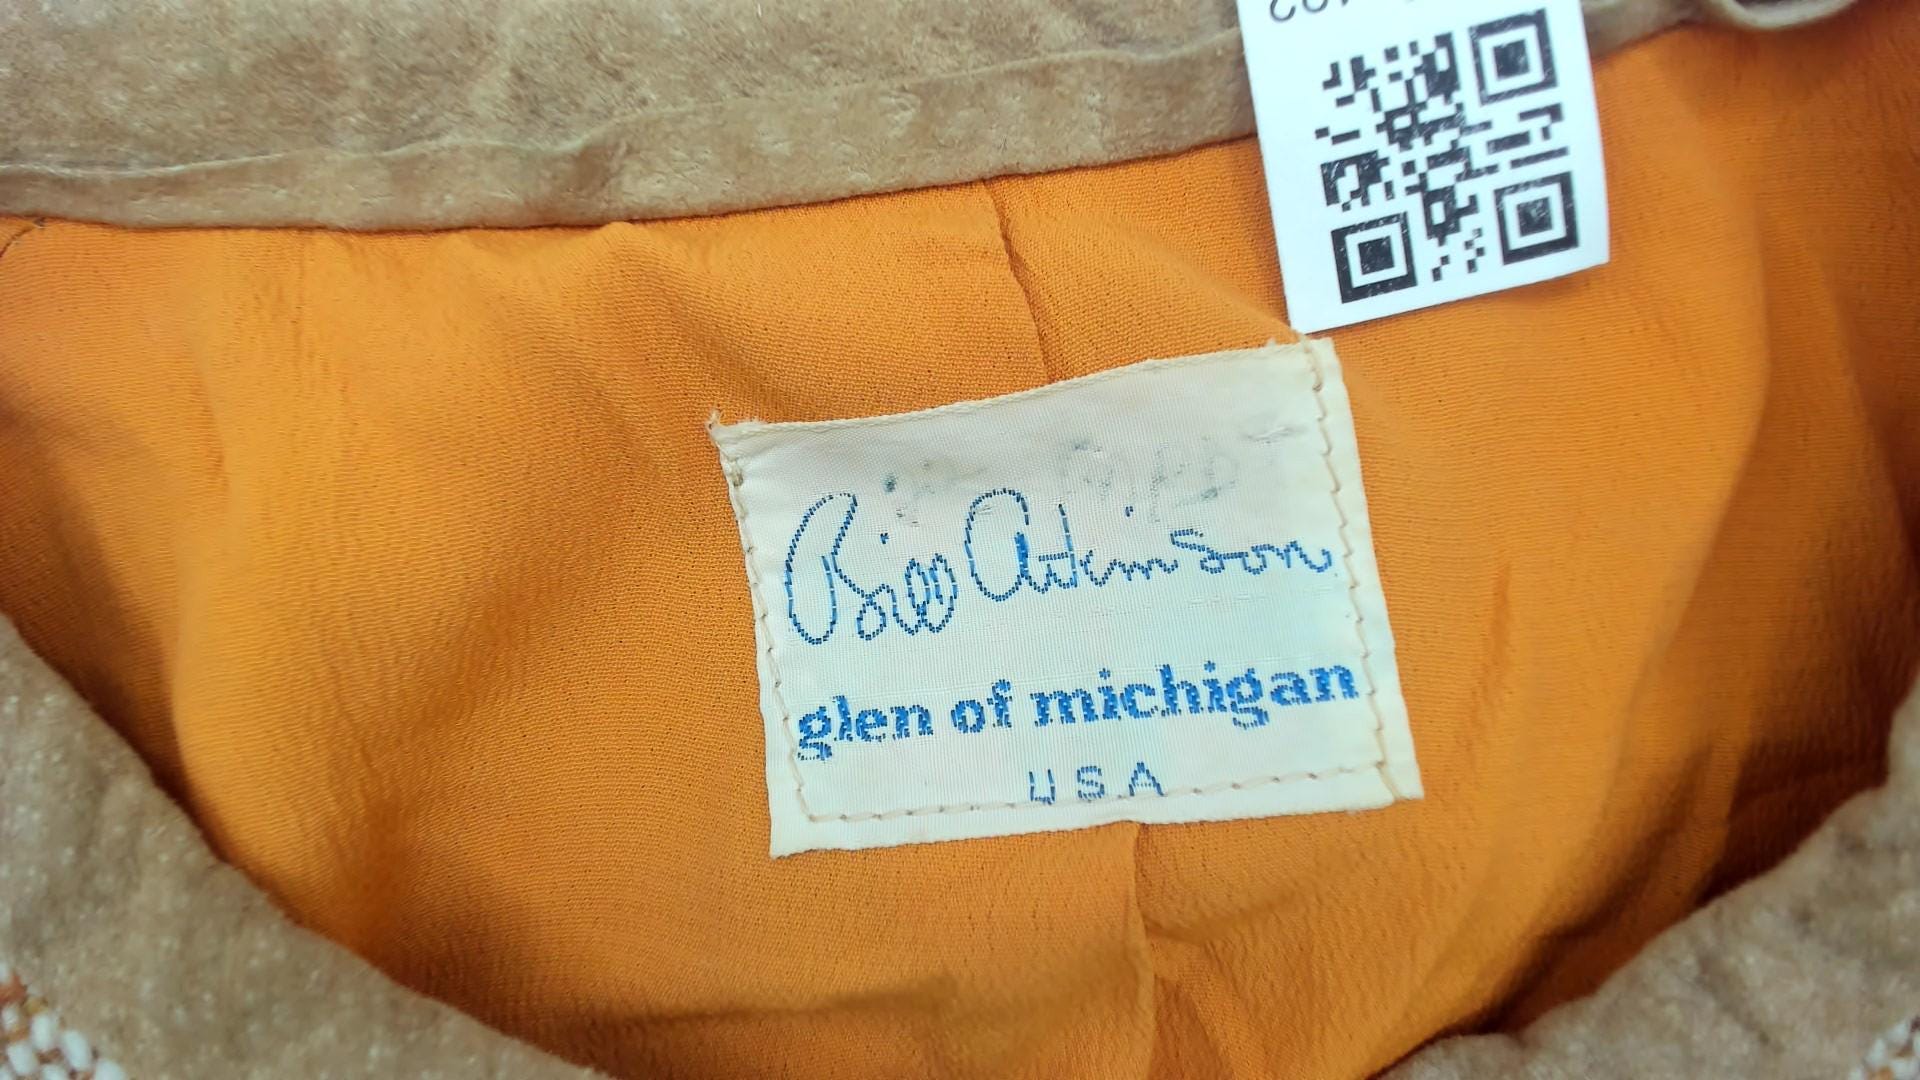 Bill Atkinson
glen of michigan
USA